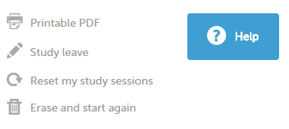 Printable PDF
Help
Study leave
Reset my study sessions
Erase and start again